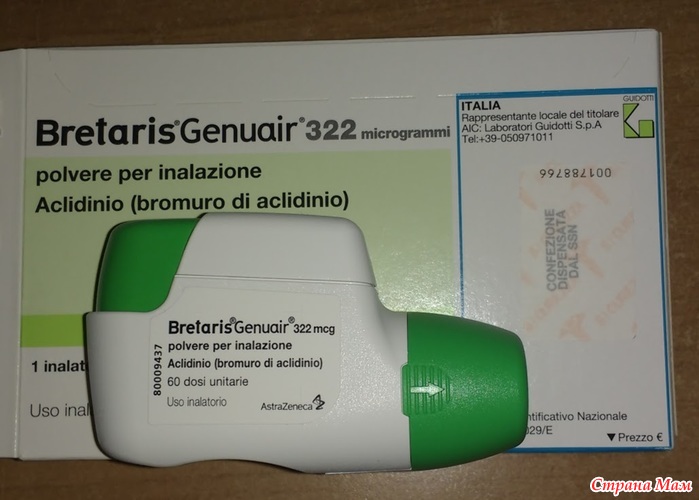 Bretaris®Genuair®322 microgrammi
polvere per inalazione
Aclidinio (bromuro di aclidinio)
1 inalat
Uso inal
ITALIA
Rappresentante locale del titolare
AIC: Laboratori Guidotti S.p.A
Tel:+39-050971011
GUIDOTTI
001788766
CONFEZIONE
DISPENSATA
DAL SSN
ntificativo Nazionale
029/E
▼Prezzo €
Bretaris®Genuair®322 mcg
polvere per inalazione
Aclidinio (bromuro di aclidinio)
60 dosi unitarie
Uso inalatorio
AstraZeneca
80009437
Страна Мам